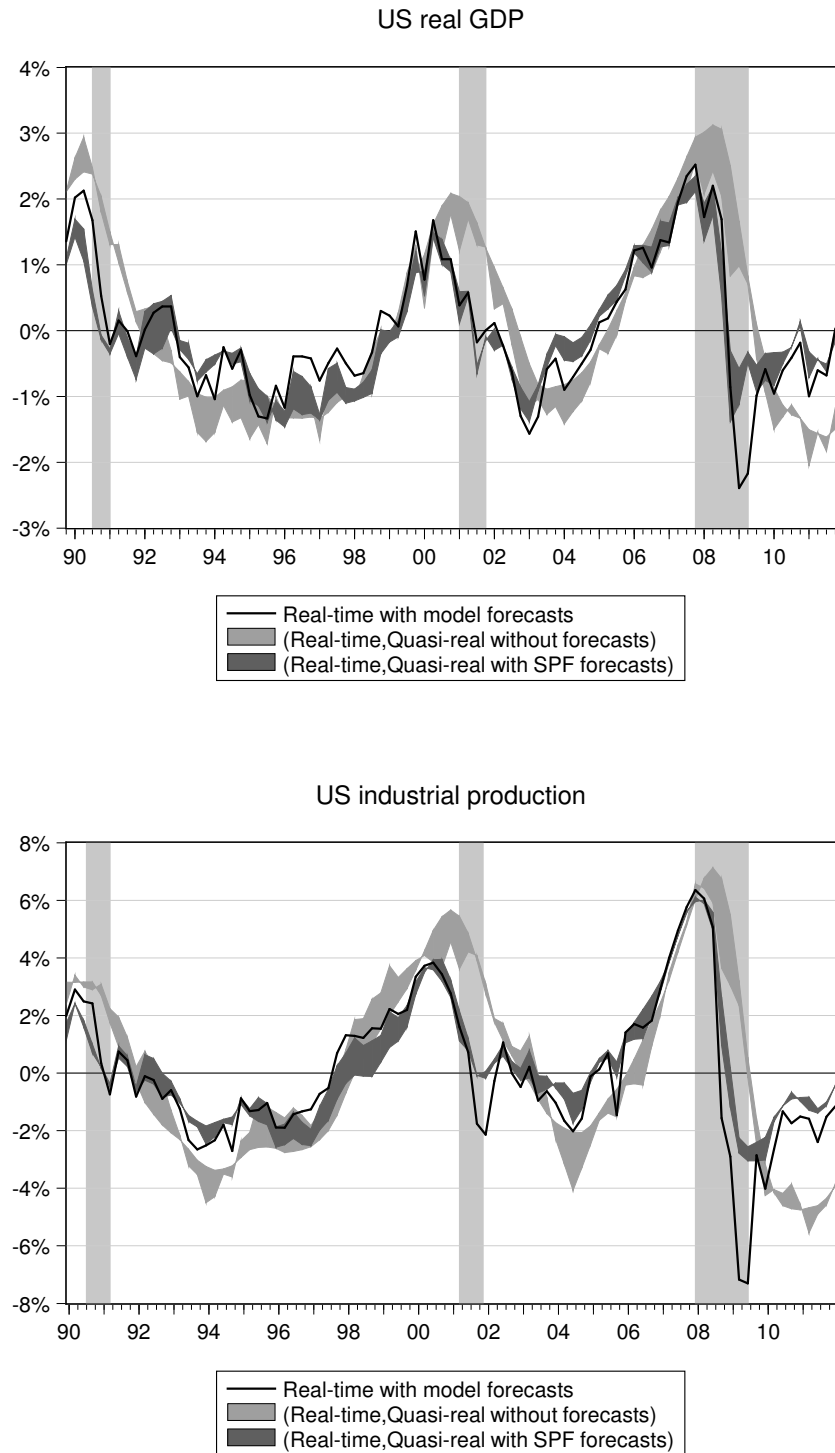 US real GDP
4%
3%
2%
1%
0%
-1%
-2%
-3%
90 92 94 96 98 00 02 04 06 08 10
Real-time with model forecasts
(Real-time,Quasi-real without forecasts)
(Real-time,Quasi-real with SPF forecasts)
US industrial production
8%
6%
4%
2%
0%
-2%
-4%
-6%
-8%
90 92 94 96 98 00 02 04 06 08 10
Real-time with model forecasts
(Real-time,Quasi-real without forecasts)
(Real-time,Quasi-real with SPF forecasts)